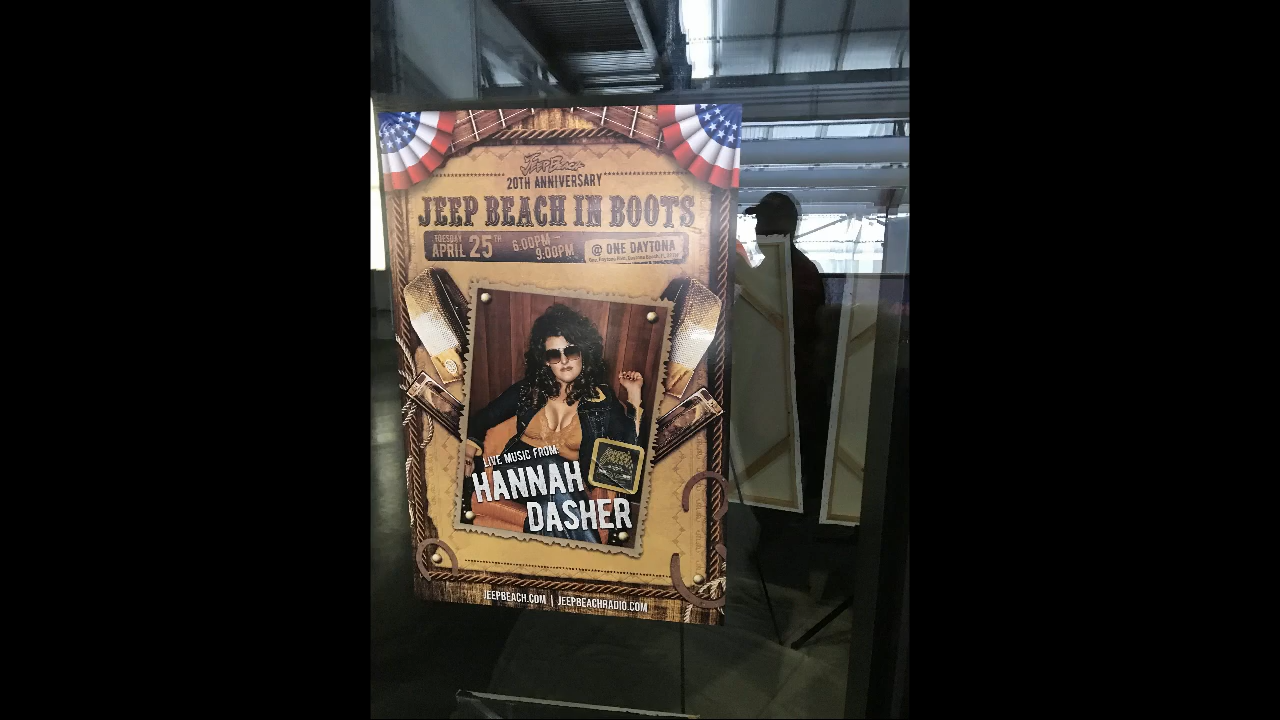 JEEP BEACH
20TH ANNIVERSARY
JEEP BEACH IN BOOTS
TUESDAY
APRIL 25TH
6:00PM –
9:00PM
@ ONE DAYTONA
LIVE MUSIC FROM:
HANNAH
DASHER
JEEPBEACH.COM | JEEPBEACHRADIO.COM